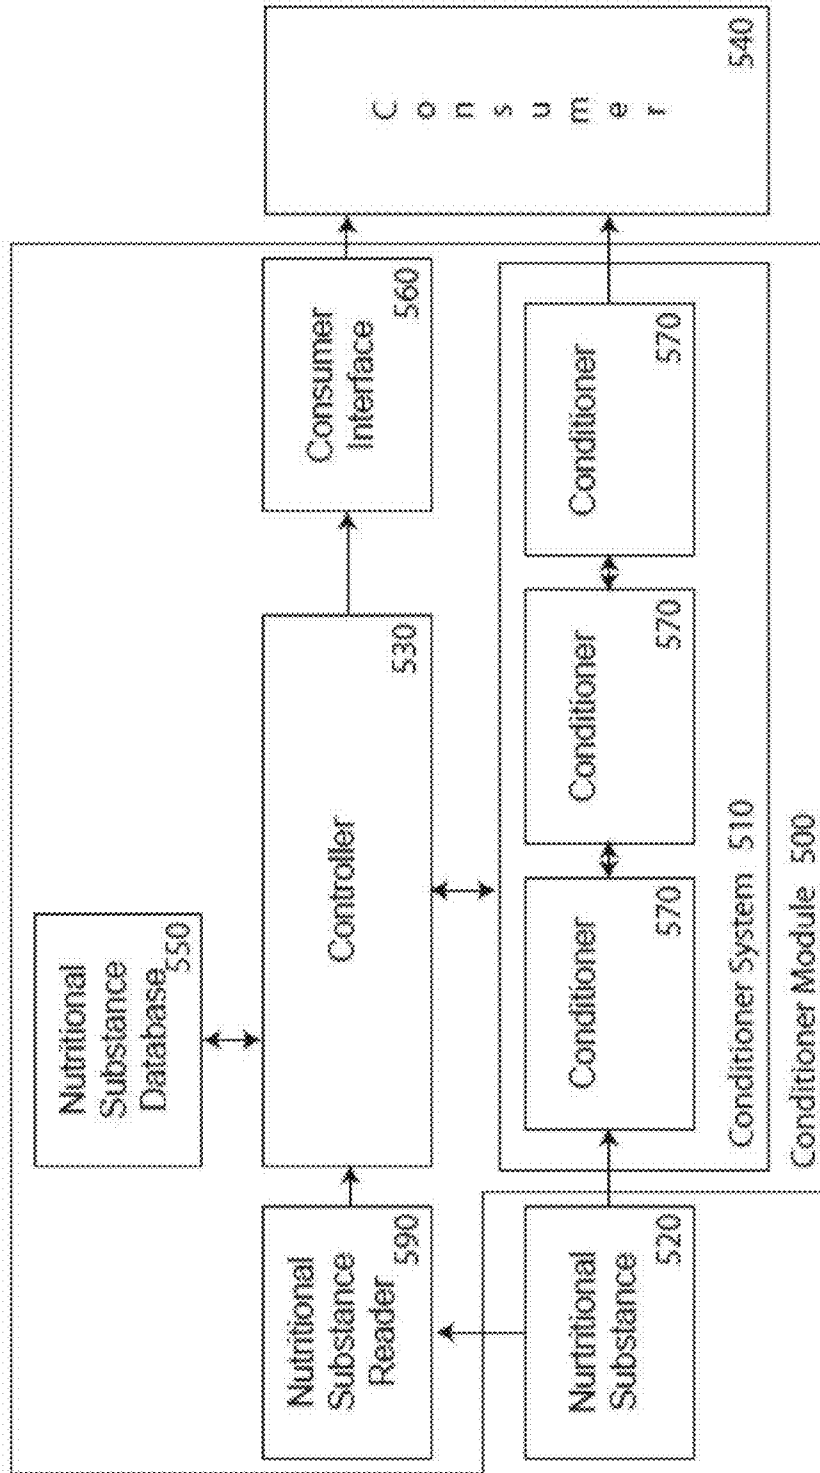 Nutritional
Substance
Database
550
Nutritional
Substance
Reader
590
Controller
530
Consumer
Interface
560
Consumer
540
Nurtritional
Substance
520
Conditioner
570
Conditioner
570
Conditioner
570
Conditioner System 510
Conditioner Module 500